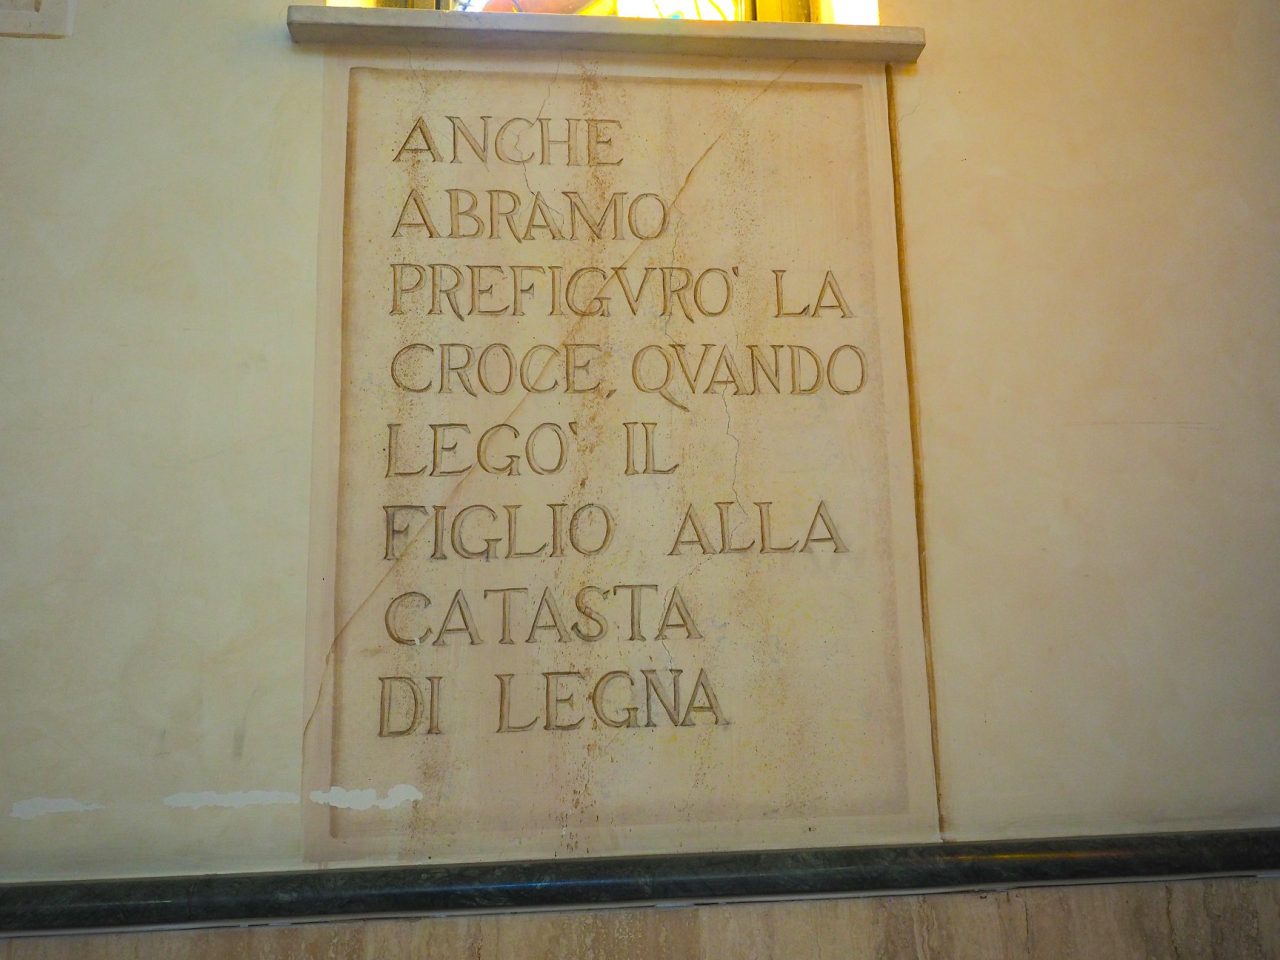 ANCHE
ABRAMO
PREFIGVRO' LA
CROCE, QVANDO
LEGO' IL
FIGLIO ALLA
CATASTA
DI LEGNA